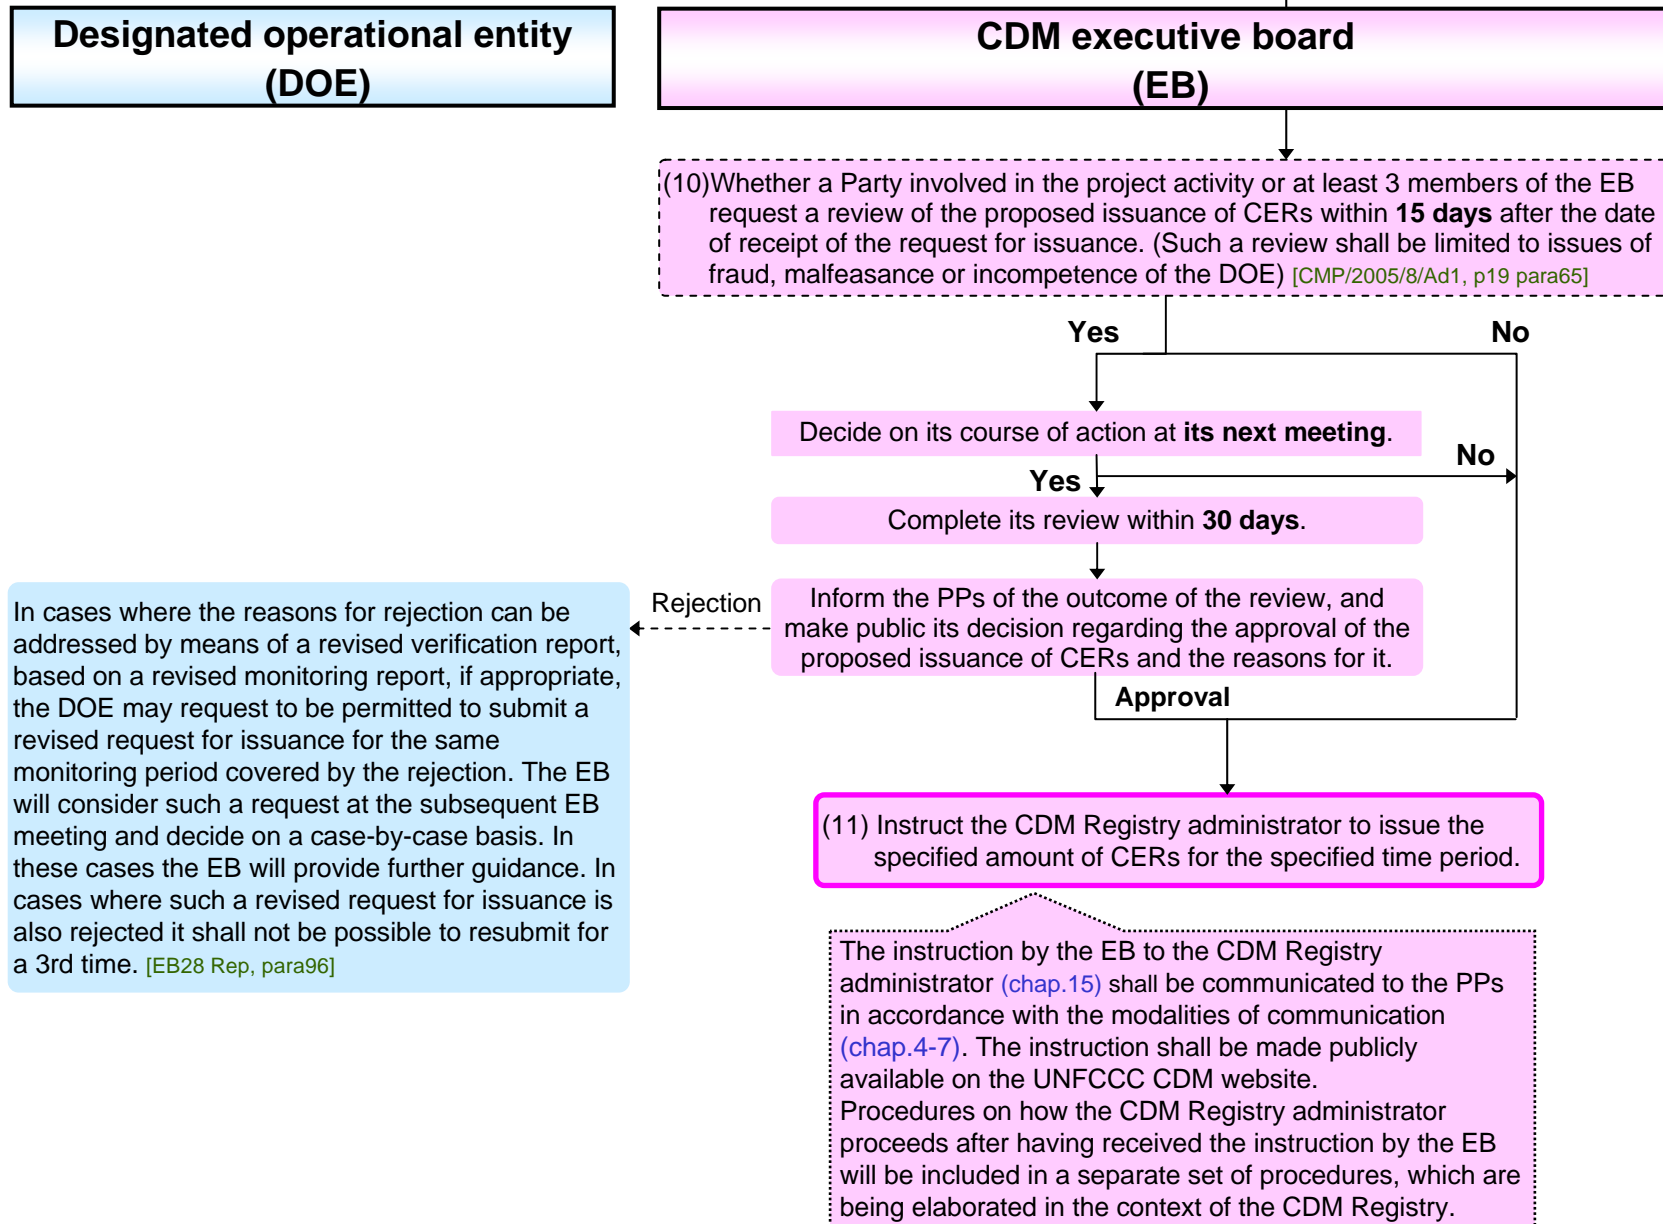 Designated operational entity
(DOE)
CDM executive board
(EB)
(10)Whether a Party involved in the project activity or at least 3 members of the EB
request a review of the proposed issuance of CERs within 15 days after the date
of receipt of the request for issuance. (Such a review shall be limited to issues of
fraud, malfeasance or incompetence of the DOE) [CMP/2005/8/Ad1, p19 para65]
Yes
No
Decide on its course of action at its next meeting.
No
Yes
Complete its review within 30 days.
Rejection
Inform the PPs of the outcome of the review, and
make public its decision regarding the approval of the
proposed issuance of CERs and the reasons for it.
In cases where the reasons for rejection can be
addressed by means of a revised verification report,
based on a revised monitoring report, if appropriate,
the DOE may request to be permitted to submit a
revised request for issuance for the same
monitoring period covered by the rejection. The EB
will consider such a request at the subsequent EB
meeting and decide on a case-by-case basis. In
these cases the EB will provide further guidance. In
cases where such a revised request for issuance is
also rejected it shall not be possible to resubmit for
a 3rd time. [EB28 Rep, para96]
Approval
(11) Instruct the CDM Registry administrator to issue the
specified amount of CERs for the specified time period.
The instruction by the EB to the CDM Registry
administrator (chap.15) shall be communicated to the PPs
in accordance with the modalities of communication
(chap.4-7). The instruction shall be made publicly
available on the UNFCCC CDM website.
Procedures on how the CDM Registry administrator
proceeds after having received the instruction by the EB
will be included in a separate set of procedures, which are
being elaborated in the context of the CDM Registry.